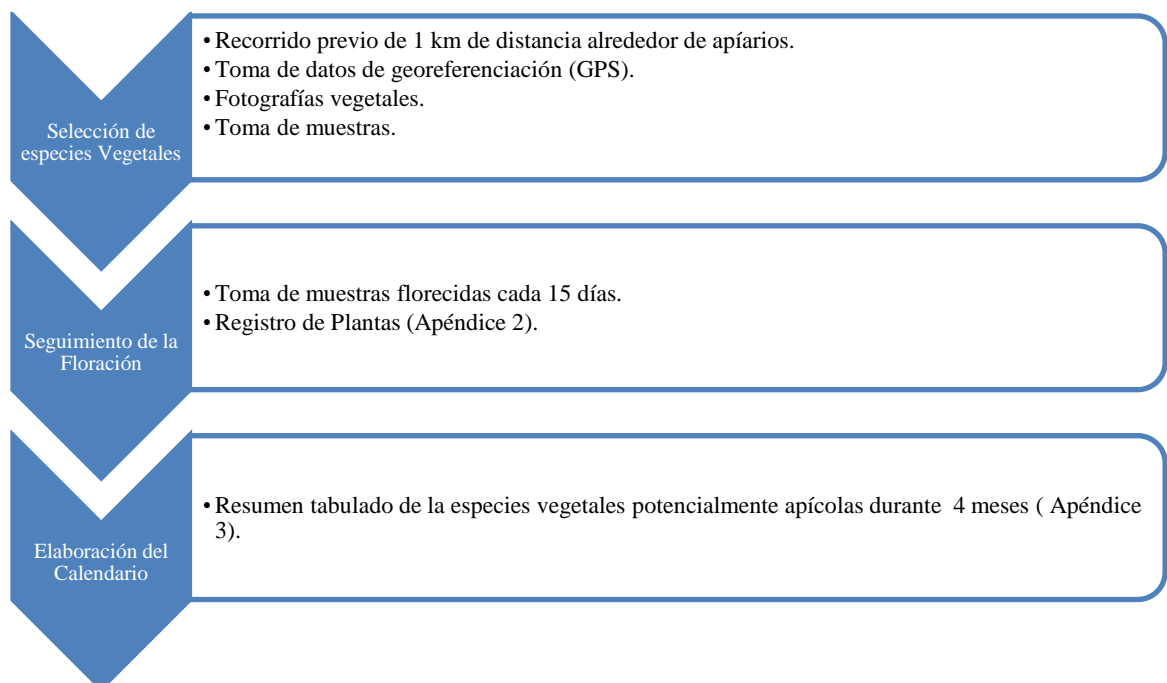 Selección de
especies Vegetales
• Recorrido previo de 1 km de distancia alrededor de apíarios.
• Toma de datos de georeferenciación (GPS).
• Fotografías vegetales.
• Toma de muestras.
Seguimiento de la
Floración
• Toma de muestras florecidas cada 15 días.
• Registro de Plantas (Apéndice 2).
Elaboración del
Calendario
• Resumen tabulado de la especies vegetales potencialmente apícolas durante 4 meses ( Apéndice
3).